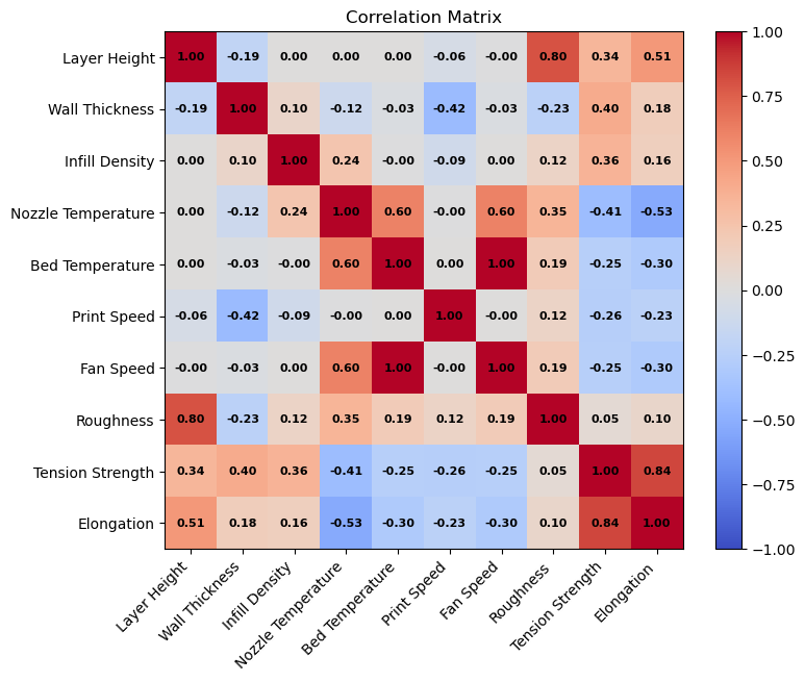 Correlation Matrix
Layer Height 1.00 -0.19 0.00 0.00 0.00 -0.06 -0.00 0.80 0.34 0.51
Wall Thickness -0.19 1.00 0.10 -0.12 -0.03 -0.42 -0.03 -0.23 0.40 0.18
Infill Density 0.00 0.10 1.00 0.24 -0.00 -0.09 0.00 0.12 0.36 0.16
Nozzle Temperature 0.00 -0.12 0.24 1.00 0.60 -0.00 0.60 0.35 -0.41 -0.53
Bed Temperature 0.00 -0.03 -0.00 0.60 1.00 0.00 1.00 0.19 -0.25 -0.30
Print Speed -0.06 -0.42 -0.09 -0.00 0.00 1.00 -0.00 0.12 -0.26 -0.23
Fan Speed -0.00 -0.03 0.00 0.60 1.00 -0.00 1.00 0.19 -0.25 -0.30
Roughness 0.80 -0.23 0.12 0.35 0.19 0.12 0.19 1.00 0.05 0.10
Tension Strength 0.34 0.40 0.36 -0.41 -0.25 -0.26 -0.25 0.05 1.00 0.84
Elongation 0.51 0.18 0.16 -0.53 -0.30 -0.23 -0.30 0.10 0.84 1.00
Layer Height
Wall Thickness
Infill Density
Nozzle Temperature
Bed Temperature
Print Speed
Fan Speed
Roughness
Tension Strength
Elongation
1.00
0.75
0.50
0.25
0.00
−0.25
−0.50
−0.75
−1.00